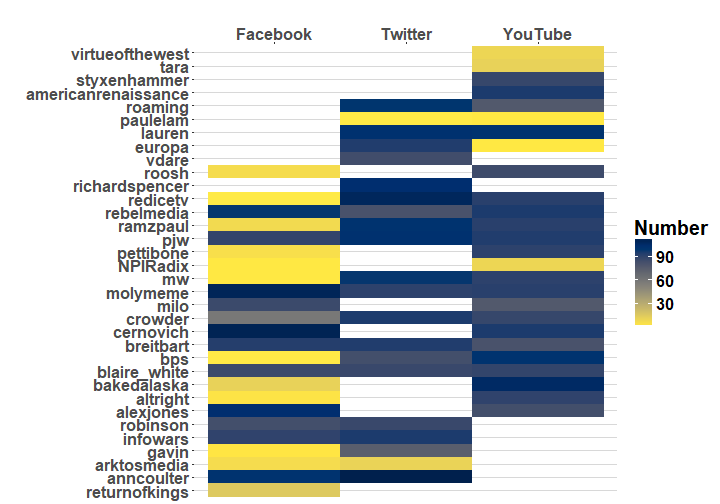 Facebook Twitter YouTube
virtueofthewest
tara
styxenhammer
americanrenaissance
roaming
paulelam
lauren
europa
vdare
roosh
richardspencer
redicetv
rebelmedia
ramzpaul
pjw
pettibone
NPIRadix
mw
molymeme
milo
crowder
cernovich
breitbart
bps
blaire_white
bakedalaska
altright
alexjones
robinson
infowars
gavin
arktosmedia
anncoulter
returnofkings
Number
90
60
30